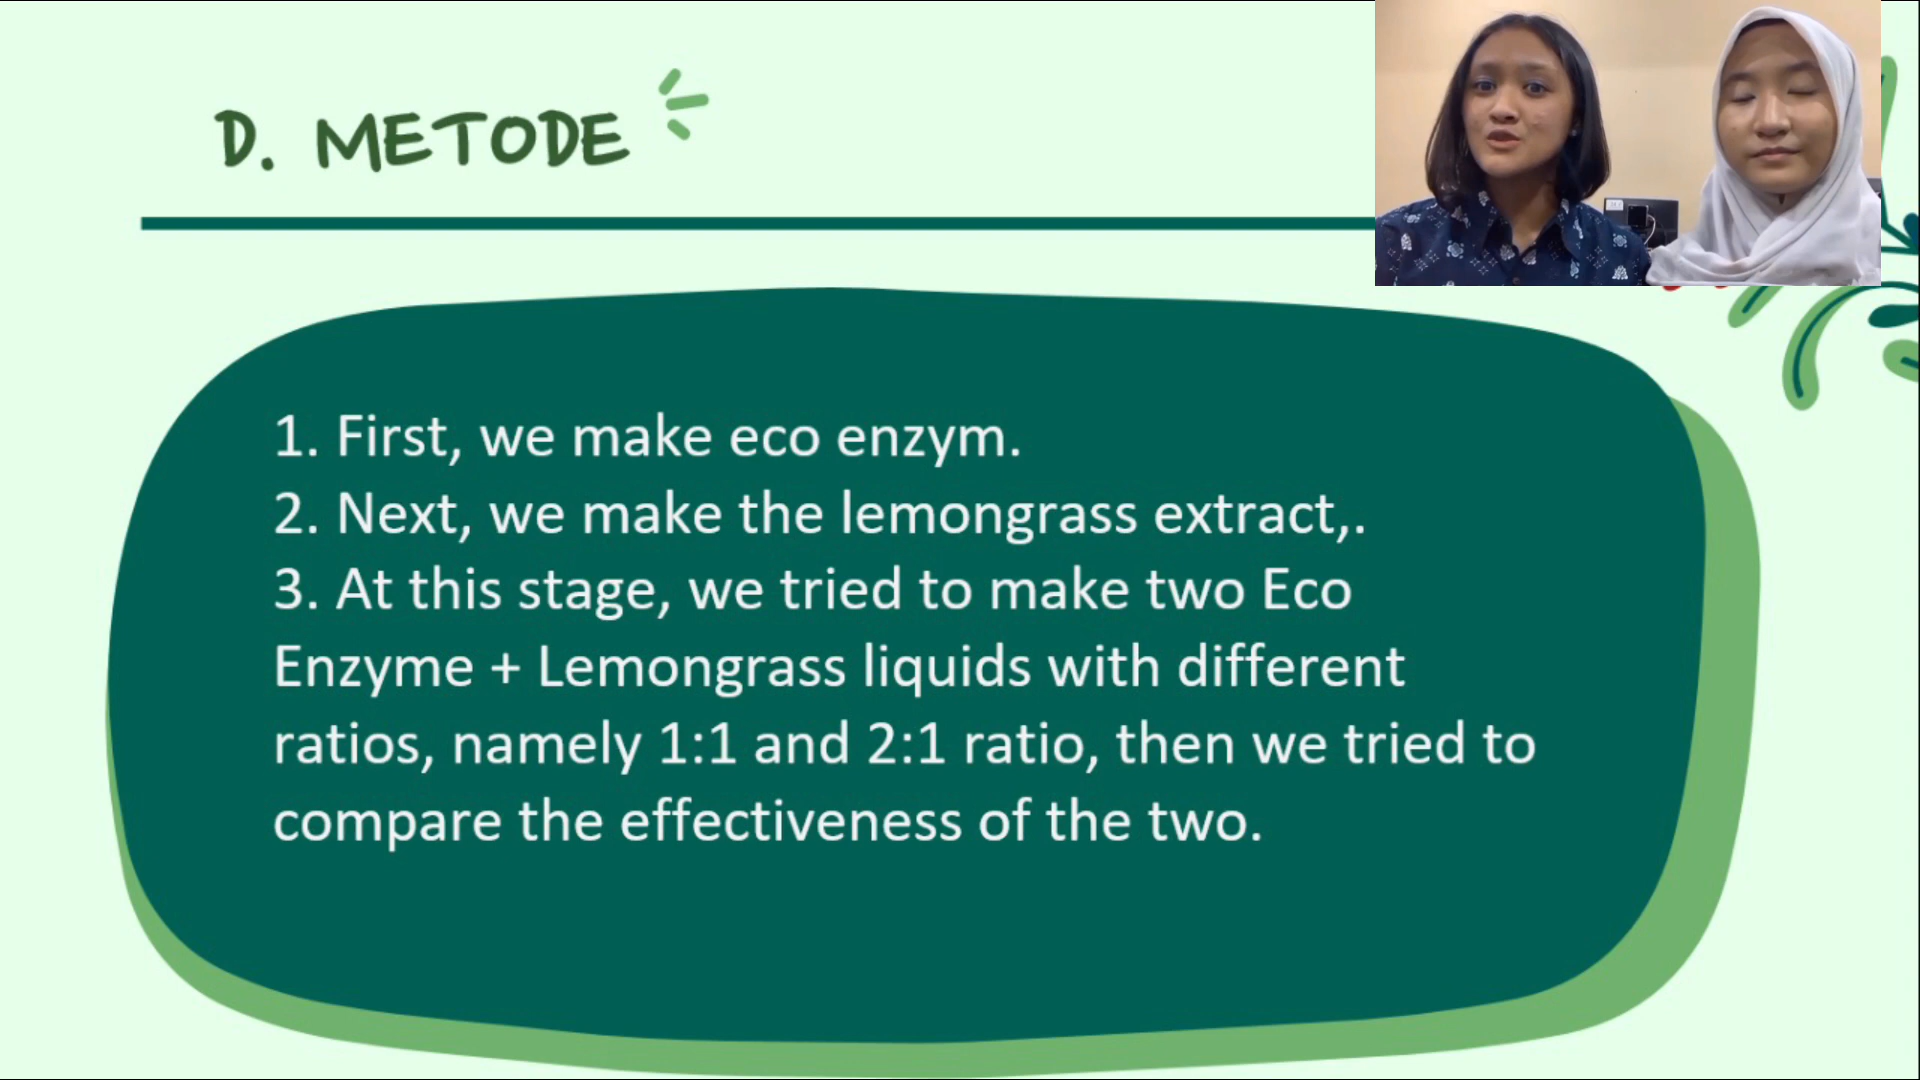 D. METODE
1. First, we make eco enzym.
2. Next, we make the lemongrass extract,.
3. At this stage, we tried to make two Eco
Enzyme + Lemongrass liquids with different
ratios, namely 1:1 and 2:1 ratio, then we tried to
compare the effectiveness of the two.